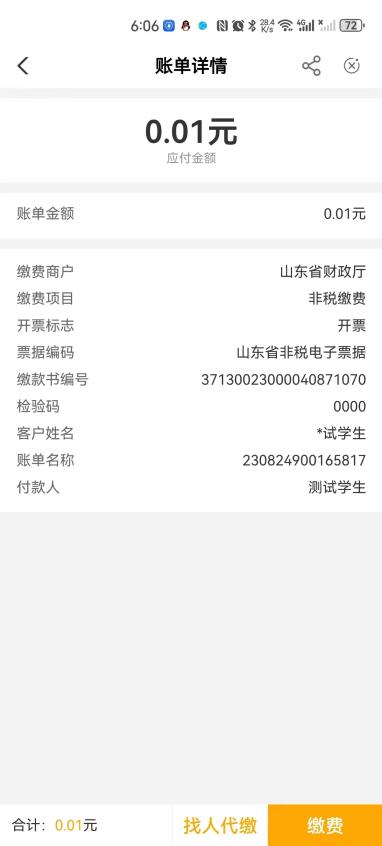 6:06 28.4 K/s 4G 72
账单详情
0.01元
应付金额
账单金额 0.01元
缴费商户 山东省财政厅
缴费项目 非税缴费
开票标志 开票
票据编码 山东省非税电子票据
缴款书编号 37130023000040871070
检验码 0000
客户姓名 *试学生
账单名称 230824900165817
付款人 测试学生
合计：0.01元 找人代缴 缴费